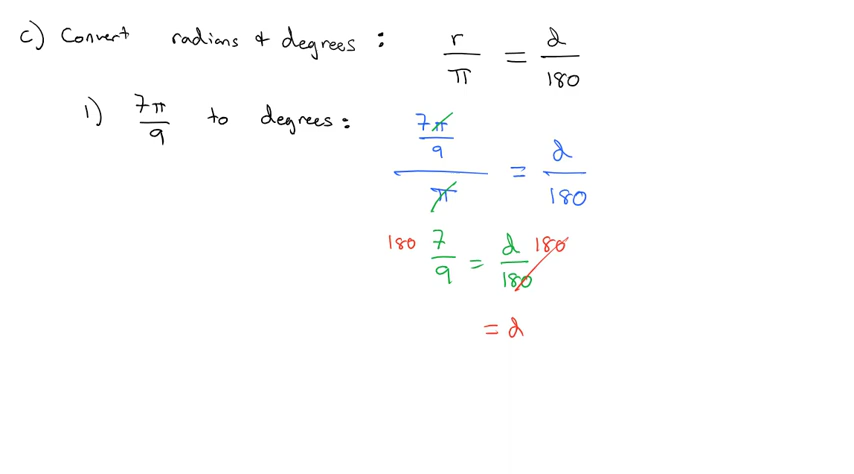 c) Convert radians & degrees : r/π = d/180
1) 7π/9 to degrees : (7π/9)/π = d/180
180 7/9 = d/180 180
= d